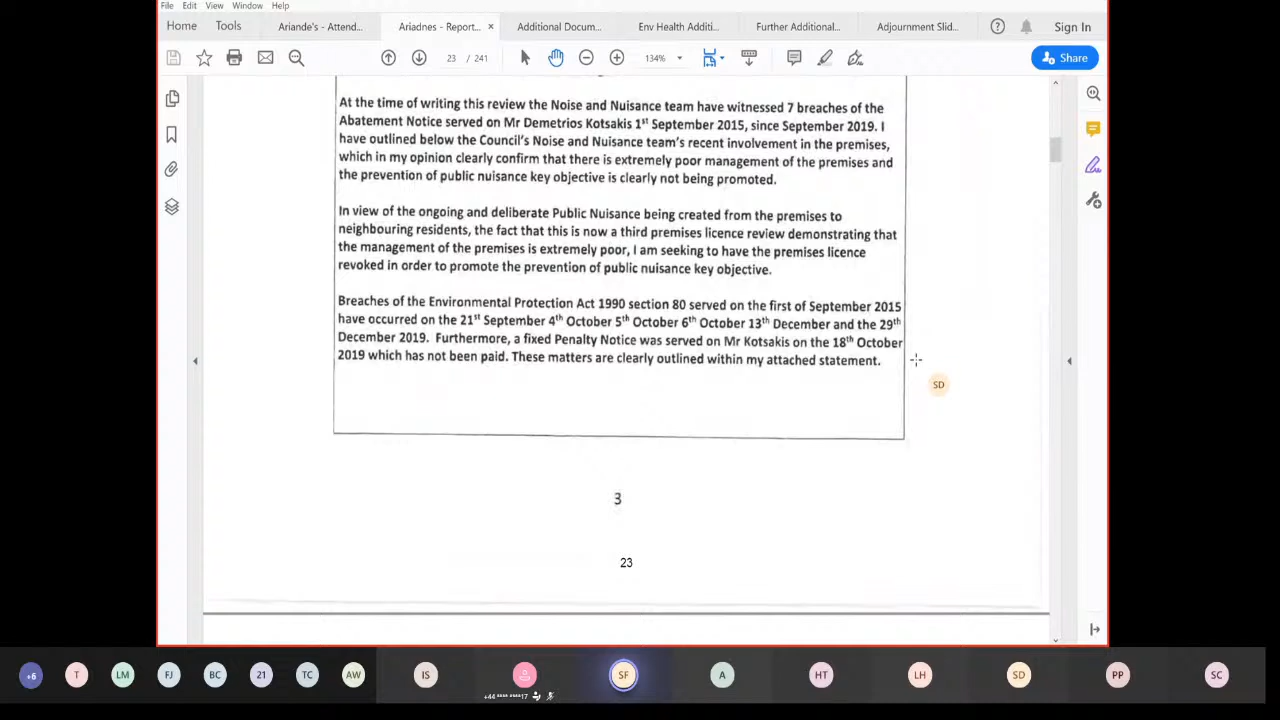 File Edit View Window Help
Home Tools Ariande's - Attend... Ariadnes - Report... × Additional Docum... Env Health Additi... Further Additional... Adjournment Slid... Sign In
23 / 241 134% Share
At the time of writing this review the Noise and Nuisance team have witnessed 7 breaches of the
Abatement Notice served on Mr Demetrios Kotsakis 1st September 2015, since September 2019. I
have outlined below the Council's Noise and Nuisance team's recent involvement in the premises,
which in my opinion clearly confirm that there is extremely poor management of the premises and
the prevention of public nuisance key objective is clearly not being promoted.
In view of the ongoing and deliberate Public Nuisance being created from the premises to
neighbouring residents, the fact that this is now a third premises licence review demonstrating that
the management of the premises is extremely poor, I am seeking to have the premises licence
revoked in order to promote the prevention of public nuisance key objective.
Breaches of the Environmental Protection Act 1990 section 80 served on the first of September 2015
have occurred on the 21st September 4th October 5th October 6th October 13th December and the 29th
December 2019. Furthermore, a fixed Penalty Notice was served on Mr Kotsakis on the 18th October
2019 which has not been paid. These matters are clearly outlined within my attached statement.
SD
3
23
+6 T LM FJ BC 21 TC AW IS SF A HT LH SD PP SC
+44 **** ****17